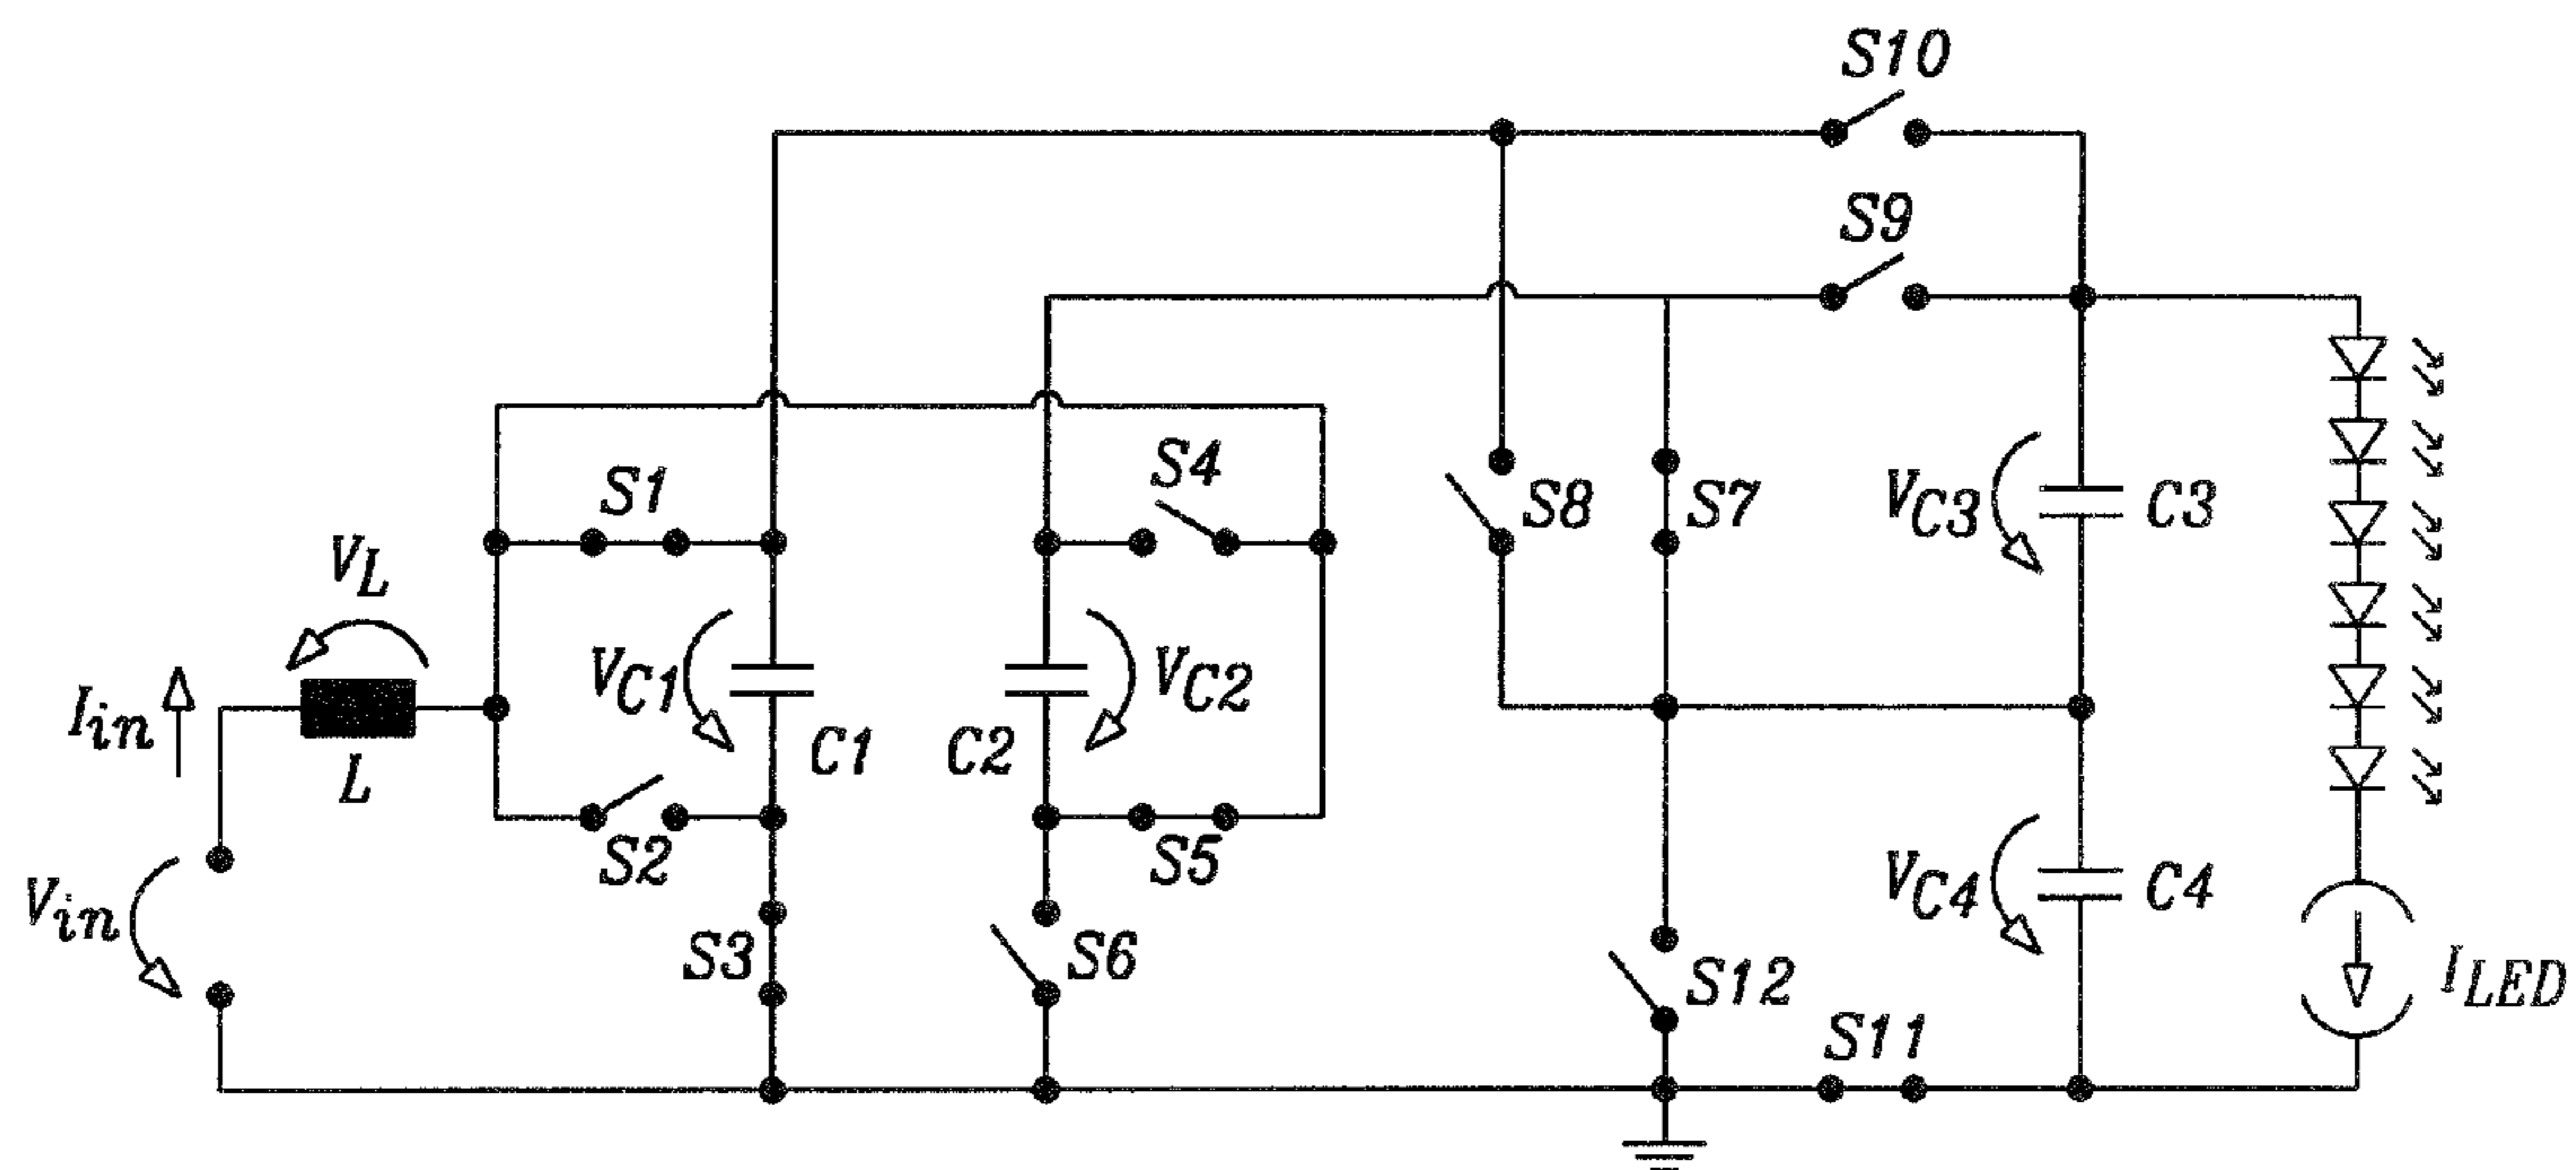 S10
S9
S4
S1
S8
S7
VC3
C3
VL
VC1
VC2
Iin
L
C1
C2
S2
S5
Vin
VC4
C4
S3
S6
S12
ILED
S11